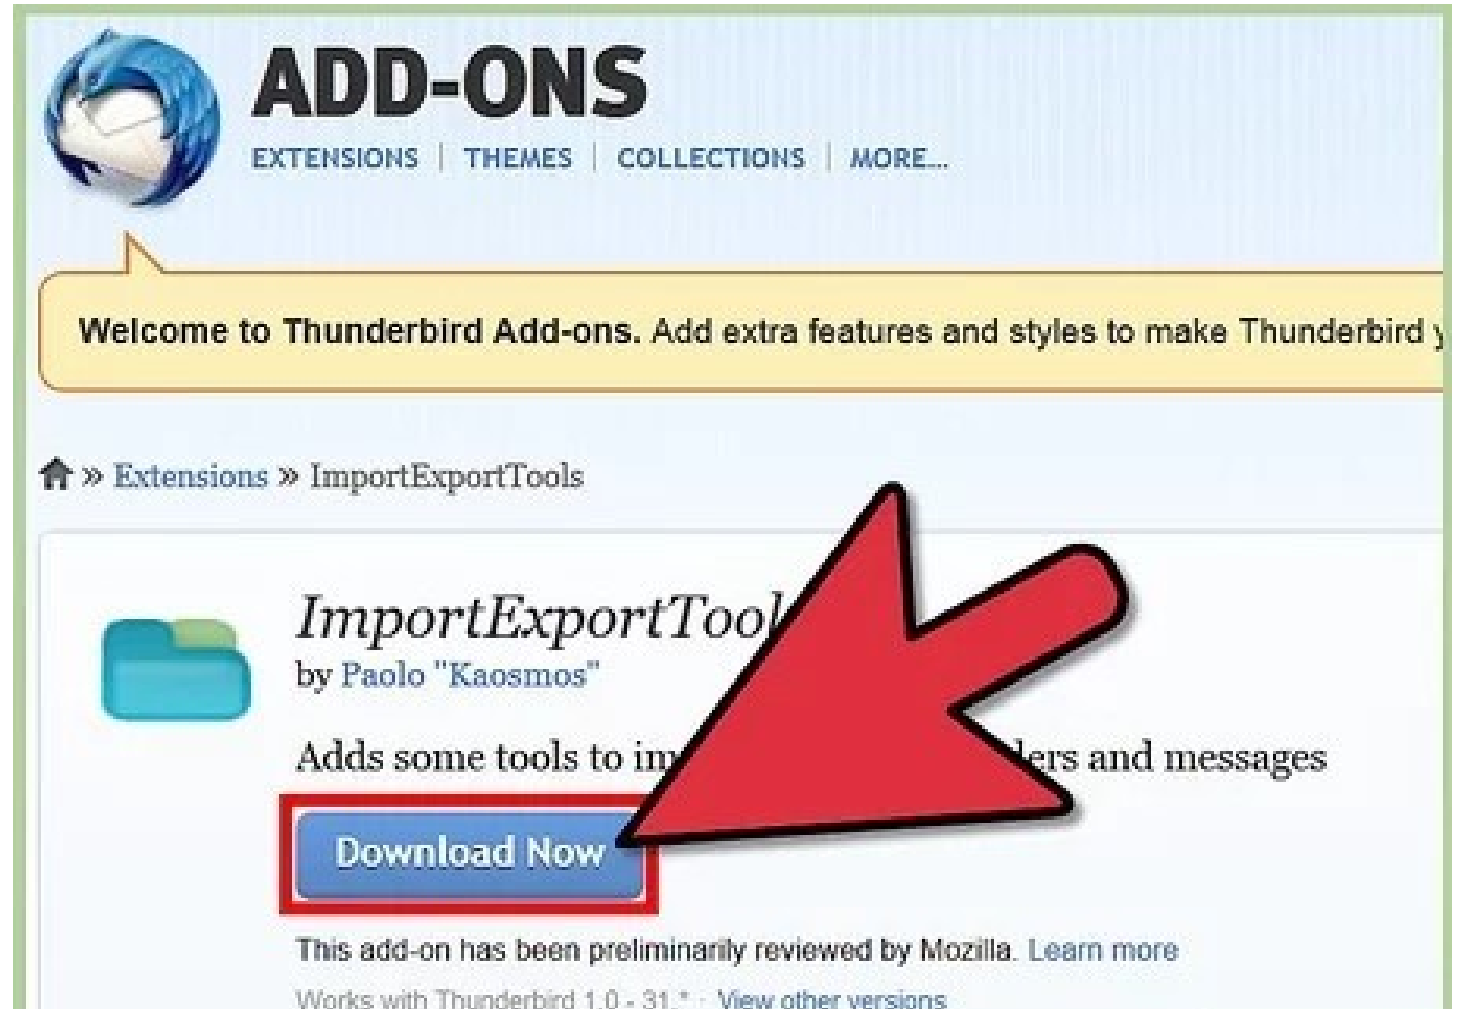 ADD-ONS
EXTENSIONS | THEMES | COLLECTIONS | MORE...
Welcome to Thunderbird Add-ons. Add extra features and styles to make Thunderbird
» Extensions » ImportExportTools
ImportExportTool
by Paolo "Kaosmos"
Adds some tools to and messages
Download Now
This add-on has been preliminarily reviewed by Mozilla. Learn more
Works with Thunderbird 1.0 - 31.* · View other versions